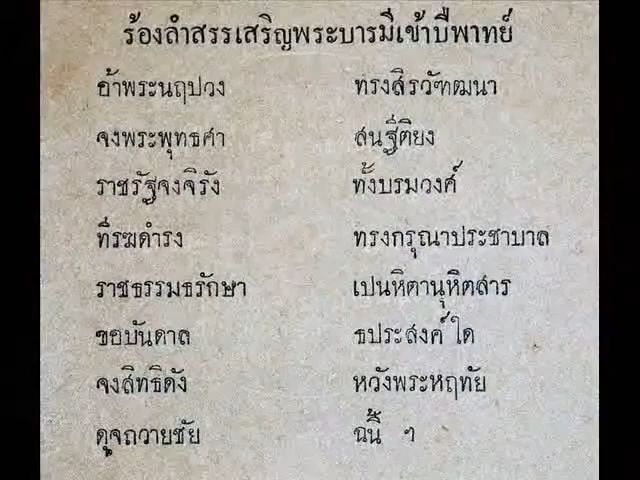 ร้องลำสรรเสริญพระบารมีเข้าปี่พาทย์
อ้าพระนฤปวง ทรงสิรวัฑฒนา
จงพระพุทธศา สนฐีติยง
ราชรัฐจงจิรัง ทั้งบรมวงศ์
ทีรฆดำรง ทรงกรุณาประชาบาล
ราชธรรมธรักษา เปนหิตานุหิตสาร
ขอบันดาล ธประสงค์ใด
จงสิทธิดัง หวังพระหฤทัย
ดุจถวายชัย ฉนี้ ฯ